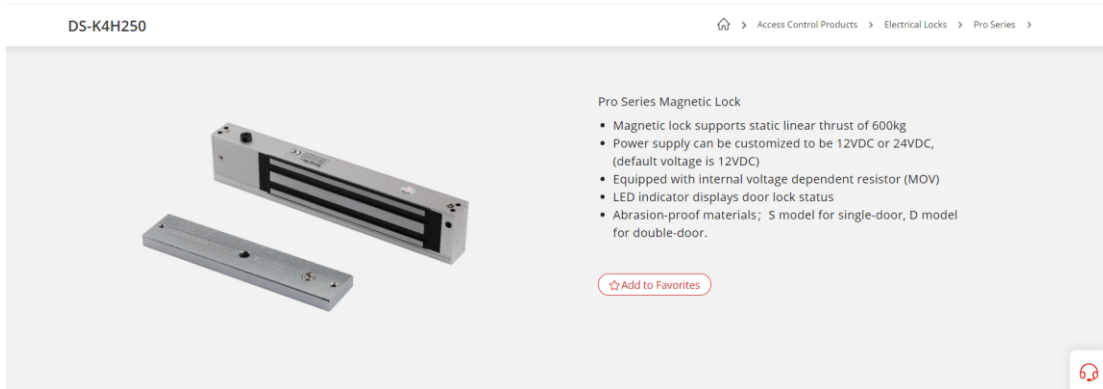 DS-K4H250
> Access Control Products > Electrical Locks > Pro Series >
Pro Series Magnetic Lock
• Magnetic lock supports static linear thrust of 600kg
• Power supply can be customized to be 12VDC or 24VDC,
(default voltage is 12VDC)
• Equipped with internal voltage dependent resistor (MOV)
• LED indicator displays door lock status
• Abrasion-proof materials; S model for single-door, D model
for double-door.
Add to Favorites